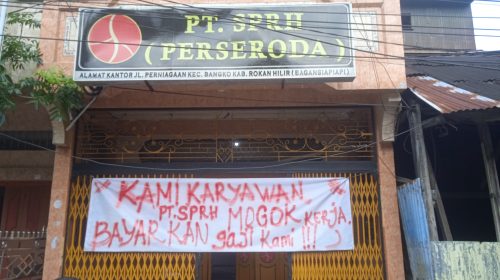 PT. SPRH
( PERSERODA )
ALAMAT KANTOR JL. PERNIAGAAN KEC. BANGKO KAB. ROKAN HILIR ( BAGANSIAPIAPI )
KAMI KARYAWAN.
PT. SPRH MOGOK KERJA.
BAYARKAN gaji kami !!!